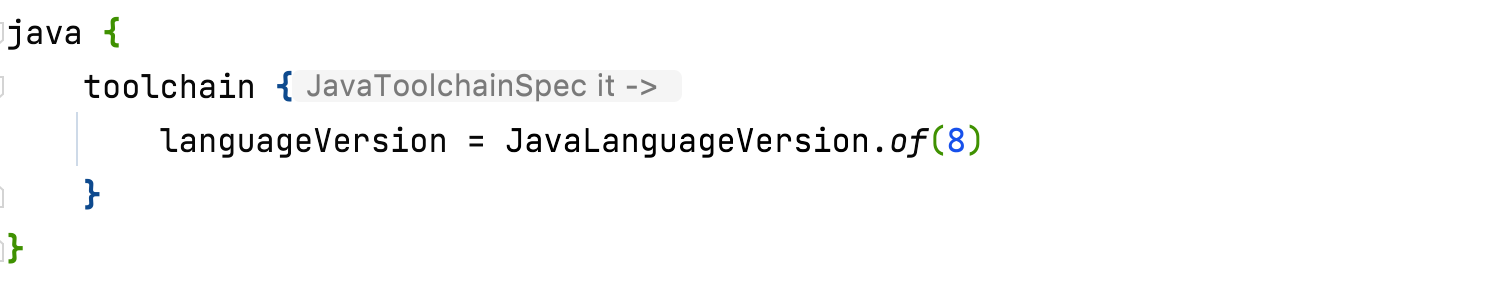 java {
toolchain { JavaToolchainSpec it ->
languageVersion = JavaLanguageVersion.of(8)
}
}